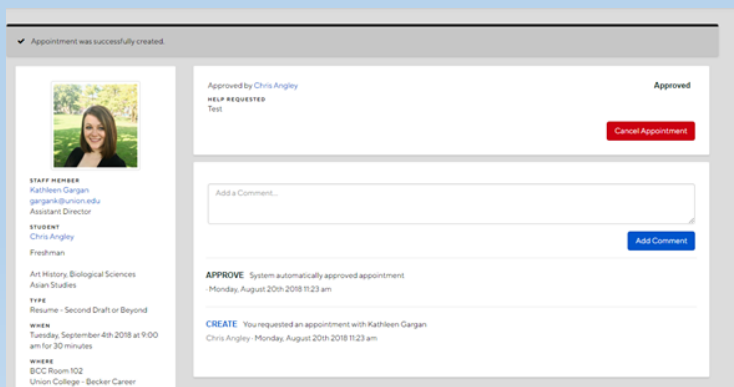 Appointment was successfully created.
Approved by Chris Angley
Approved
HELP REQUESTED
Test
Cancel Appointment
STAFF MEMBER
Kathleen Gargan
gargank@union.edu
Assistant Director
STUDENT
Chris Angley
Freshman
Art History, Biological Sciences
Asian Studies
TYPE
Resume - Second Draft or Beyond
WHEN
Tuesday, September 4th 2018 at 9:00
am for 30 minutes
WHERE
BCC Room 102
Union College - Becker Career
Add a Comment...
Add Comment
APPROVE System automatically approved appointment
- Monday, August 20th 2018 11:23 am
CREATE You requested an appointment with Kathleen Gargan
Chris Angley - Monday, August 20th 2018 11:23 am